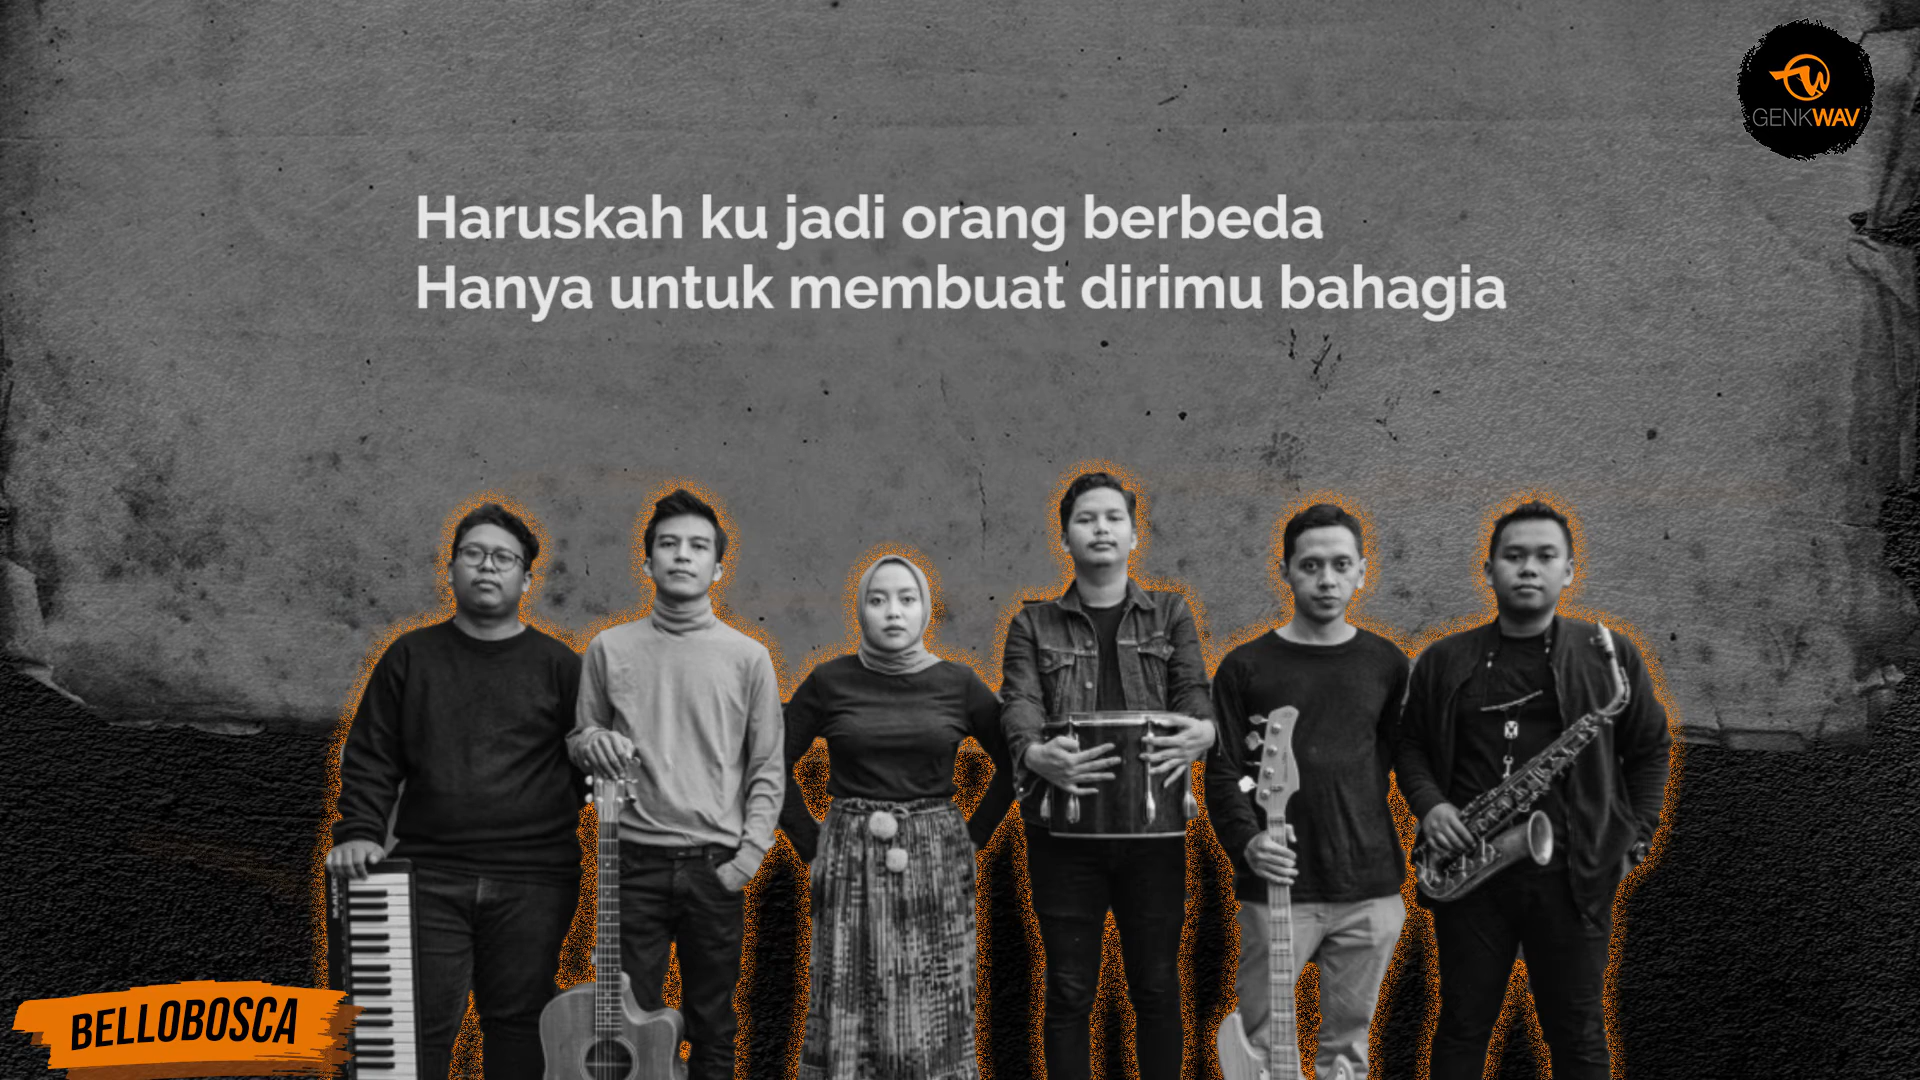 GENKWAV
Haruskah ku jadi orang berbeda
Hanya untuk membuat dirimu bahagia
BELLOBOSCA